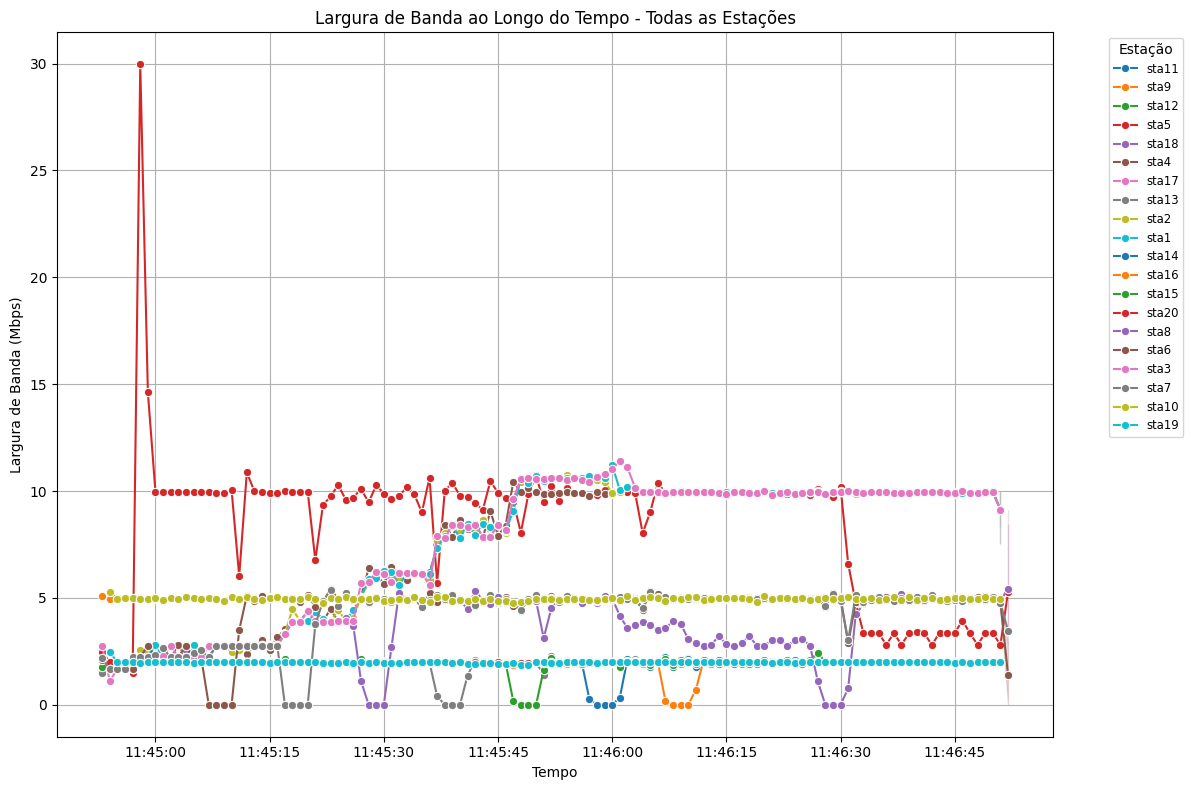 Largura de Banda ao Longo do Tempo - Todas as Estações
Largura de Banda (Mbps)
30
25
20
15
10
5
0
11:45:00
11:45:15
11:45:30
11:45:45
11:46:00
11:46:15
11:46:30
11:46:45
Tempo
Estação
sta11
sta9
sta12
sta5
sta18
sta4
sta17
sta13
sta2
sta1
sta14
sta16
sta15
sta20
sta8
sta6
sta3
sta7
sta10
sta19